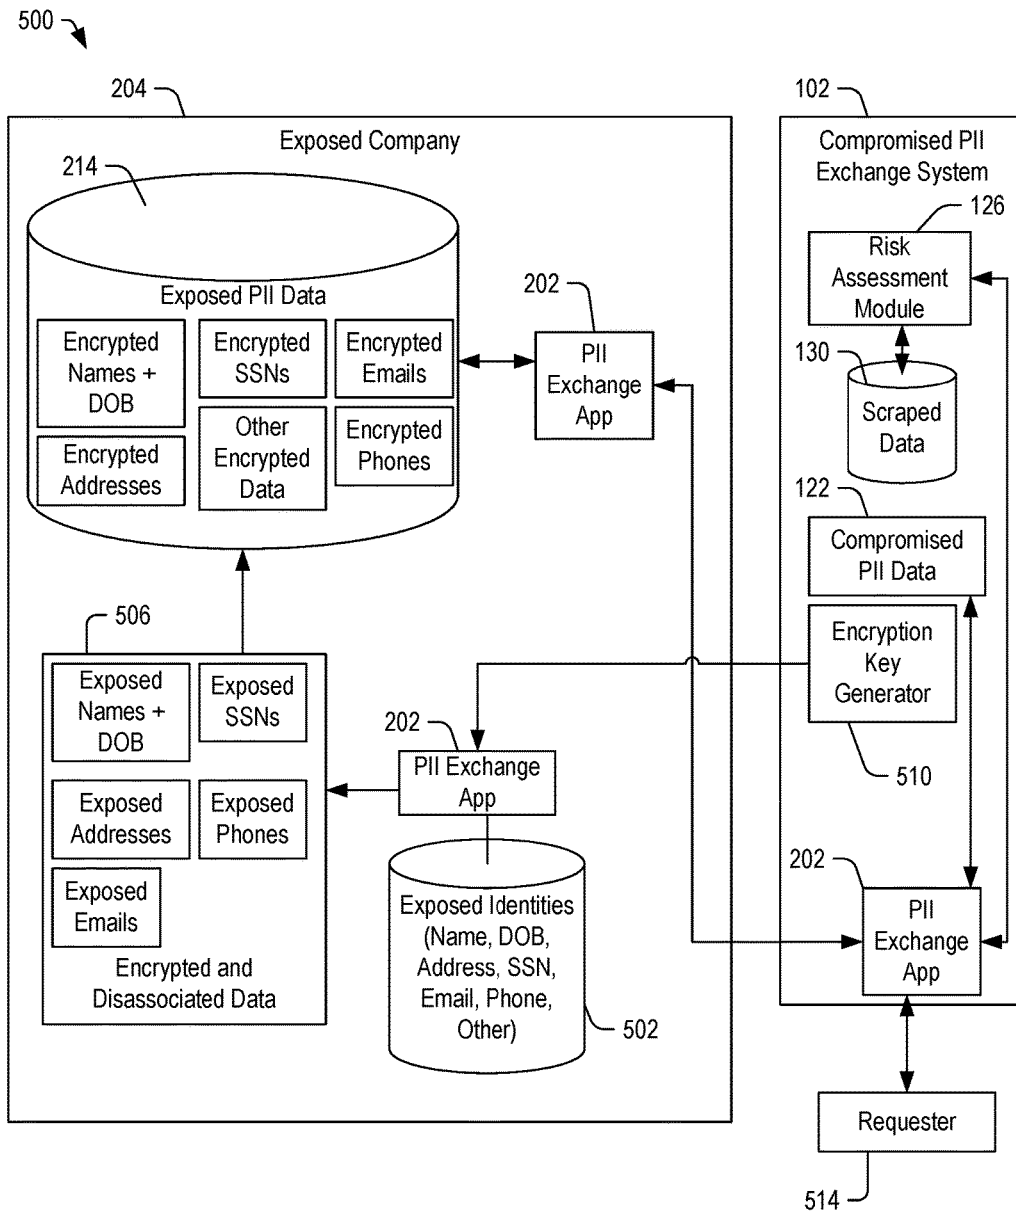 500
204
102
Exposed Company
Compromised PII
Exchange System
214
126
Risk
Assessment
Module
Exposed PII Data
202
Encrypted
Names +
DOB
Encrypted
SSNs
Encrypted
Emails
PII
Exchange
App
130
Scraped
Data
Encrypted
Addresses
Other
Encrypted
Data
Encrypted
Phones
122
Compromised
PII Data
506
Encryption
Key
Generator
Exposed
Names +
DOB
Exposed
SSNs
202
PII Exchange
App
510
Exposed
Addresses
Exposed
Phones
Exposed
Emails
202
Exposed Identities
(Name, DOB,
Address, SSN,
Email, Phone,
Other)
PII
Exchange
App
Encrypted and
Disassociated Data
502
Requester
514